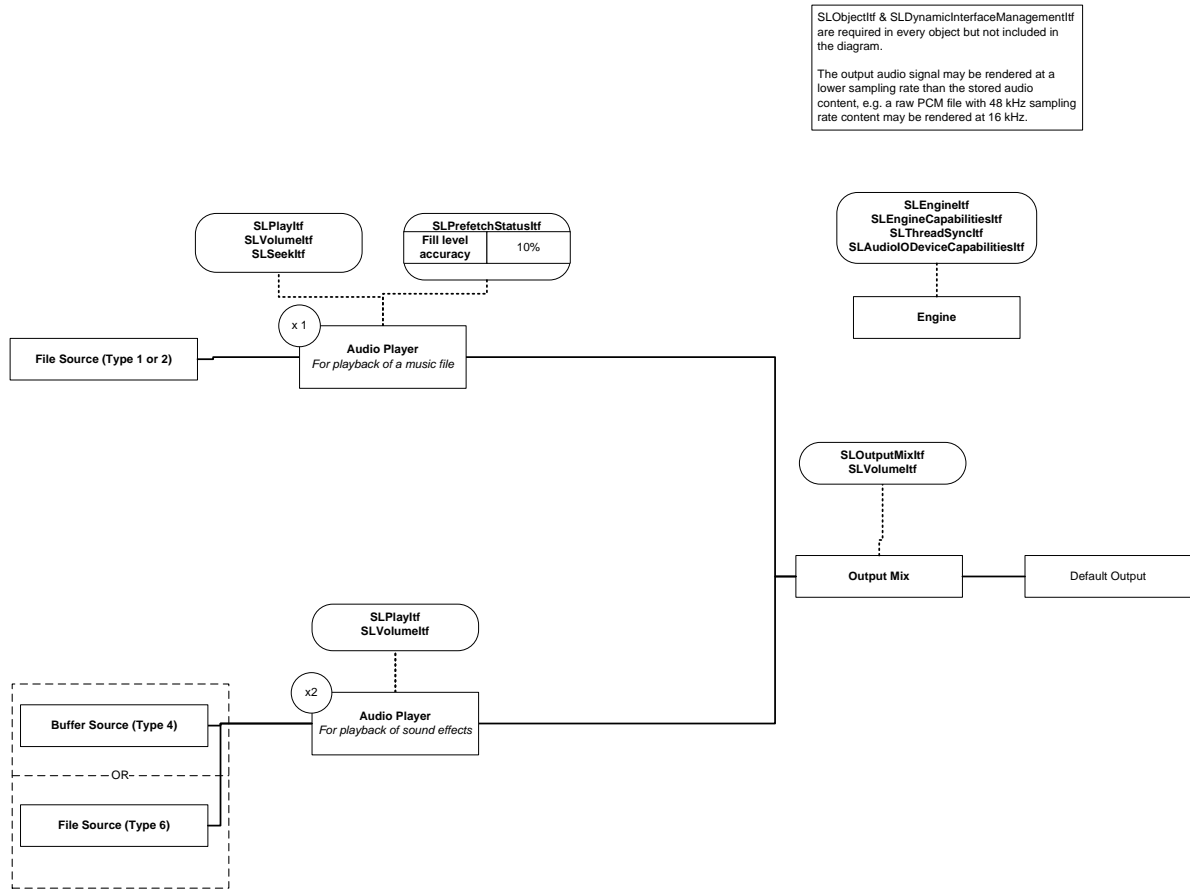 SLObjectItf & SLDynamicInterfaceManagementItf
are required in every object but not included in
the diagram.
The output audio signal may be rendered at a
lower sampling rate than the stored audio
content, e.g. a raw PCM file with 48 kHz sampling
rate content may be rendered at 16 kHz.
SLPlayItf
SLVolumeItf
SLSeekItf
SLPrefetchStatusItf
Fill level
accuracy
10%
SLEngineItf
SLEngineCapabilitiesItf
SLThreadSyncItf
SLAudioIODeviceCapabilitiesItf
Engine
x 1
File Source (Type 1 or 2)
Audio Player
For playback of a music file
SLOutputMixItf
SLVolumeItf
Output Mix
Default Output
SLPlayItf
SLVolumeItf
x2
Audio Player
For playback of sound effects
Buffer Source (Type 4)
OR
File Source (Type 6)